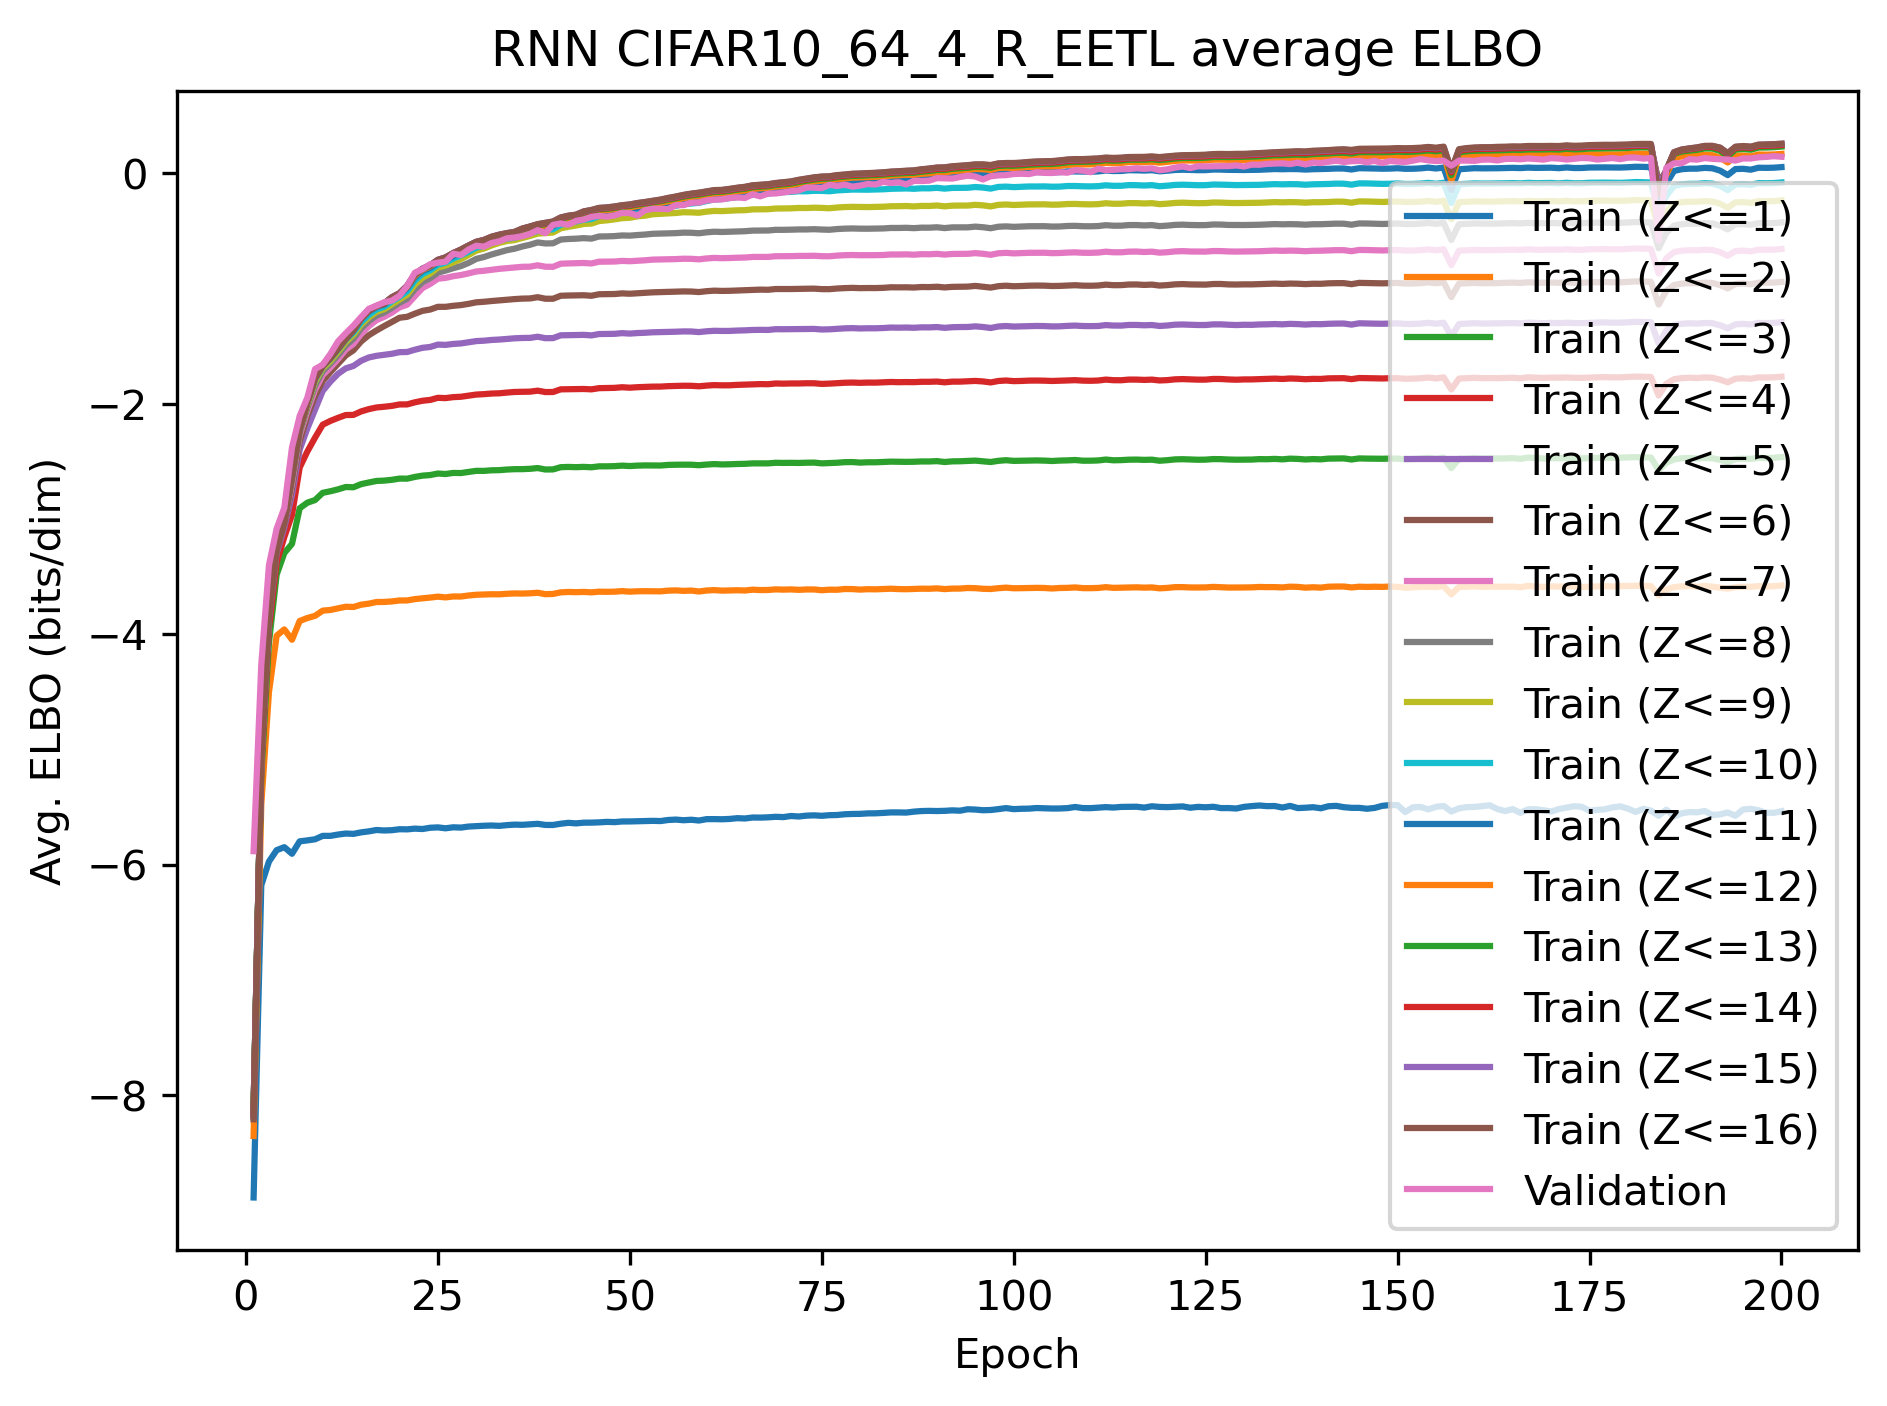 RNN CIFAR10_64_4_R_EETL average ELBO
Avg. ELBO (bits/dim)
0
−2
−4
−6
−8
Train (Z<=1)
Train (Z<=2)
Train (Z<=3)
Train (Z<=4)
Train (Z<=5)
Train (Z<=6)
Train (Z<=7)
Train (Z<=8)
Train (Z<=9)
Train (Z<=10)
Train (Z<=11)
Train (Z<=12)
Train (Z<=13)
Train (Z<=14)
Train (Z<=15)
Train (Z<=16)
Validation
0 25 50 75 100 125 150 175 200
Epoch